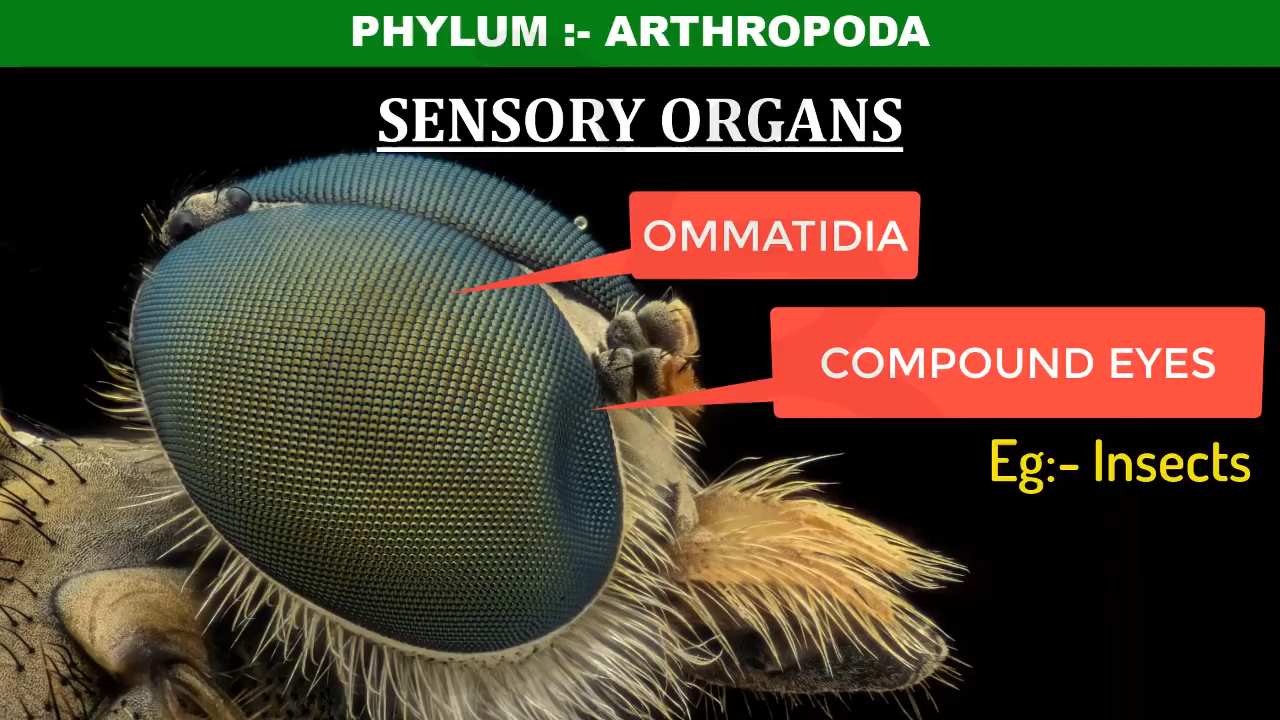 PHYLUM :- ARTHROPODA
SENSORY ORGANS
OMMATIDIA
COMPOUND EYES
Eg:- Insects